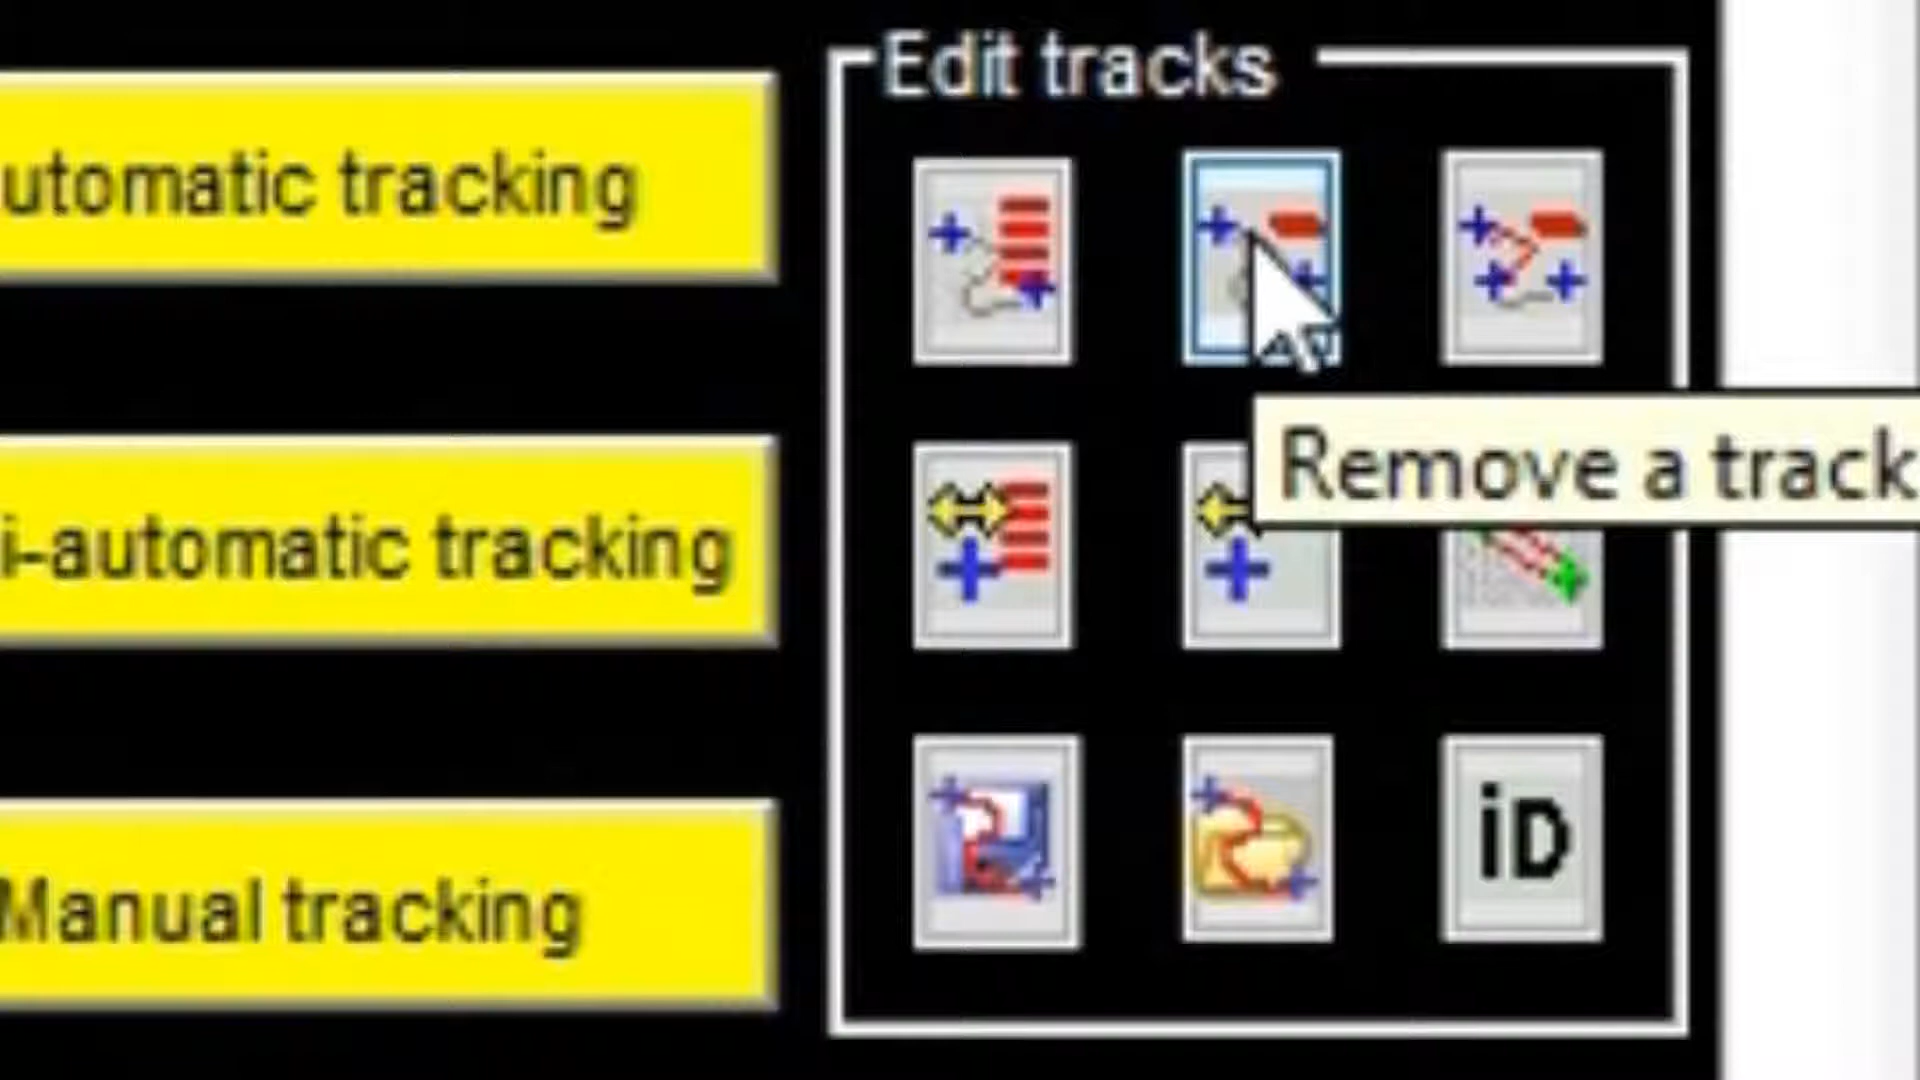 Edit tracks
utomatic tracking
Remove a track
i-automatic tracking
Manual tracking
iD